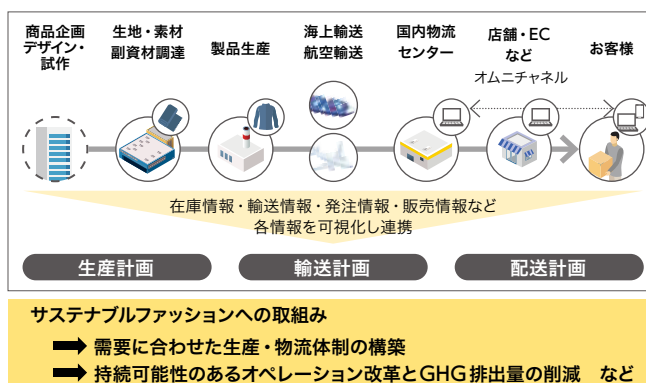 商品企画
デザイン・
試作
生地・素材
副資材調達
製品生産
海上輸送
航空輸送
国内物流
センター
店舗・EC
など
オムニチャネル
お客様
在庫情報・輸送情報・発注情報・販売情報など
各情報を可視化し連携
生産計画
輸送計画
配送計画
サステナブルファッションへの取組み
➡ 需要に合わせた生産・物流体制の構築
➡ 持続可能性のあるオペレーション改革とGHG排出量の削減　など